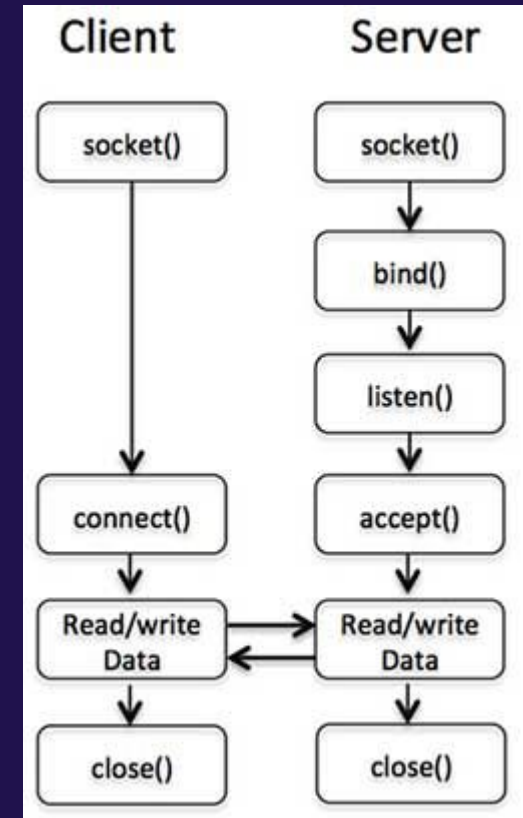 Client
Server
socket()
socket()
bind()
listen()
connect()
accept()
Read/write
Data
Read/write
Data
close()
close()